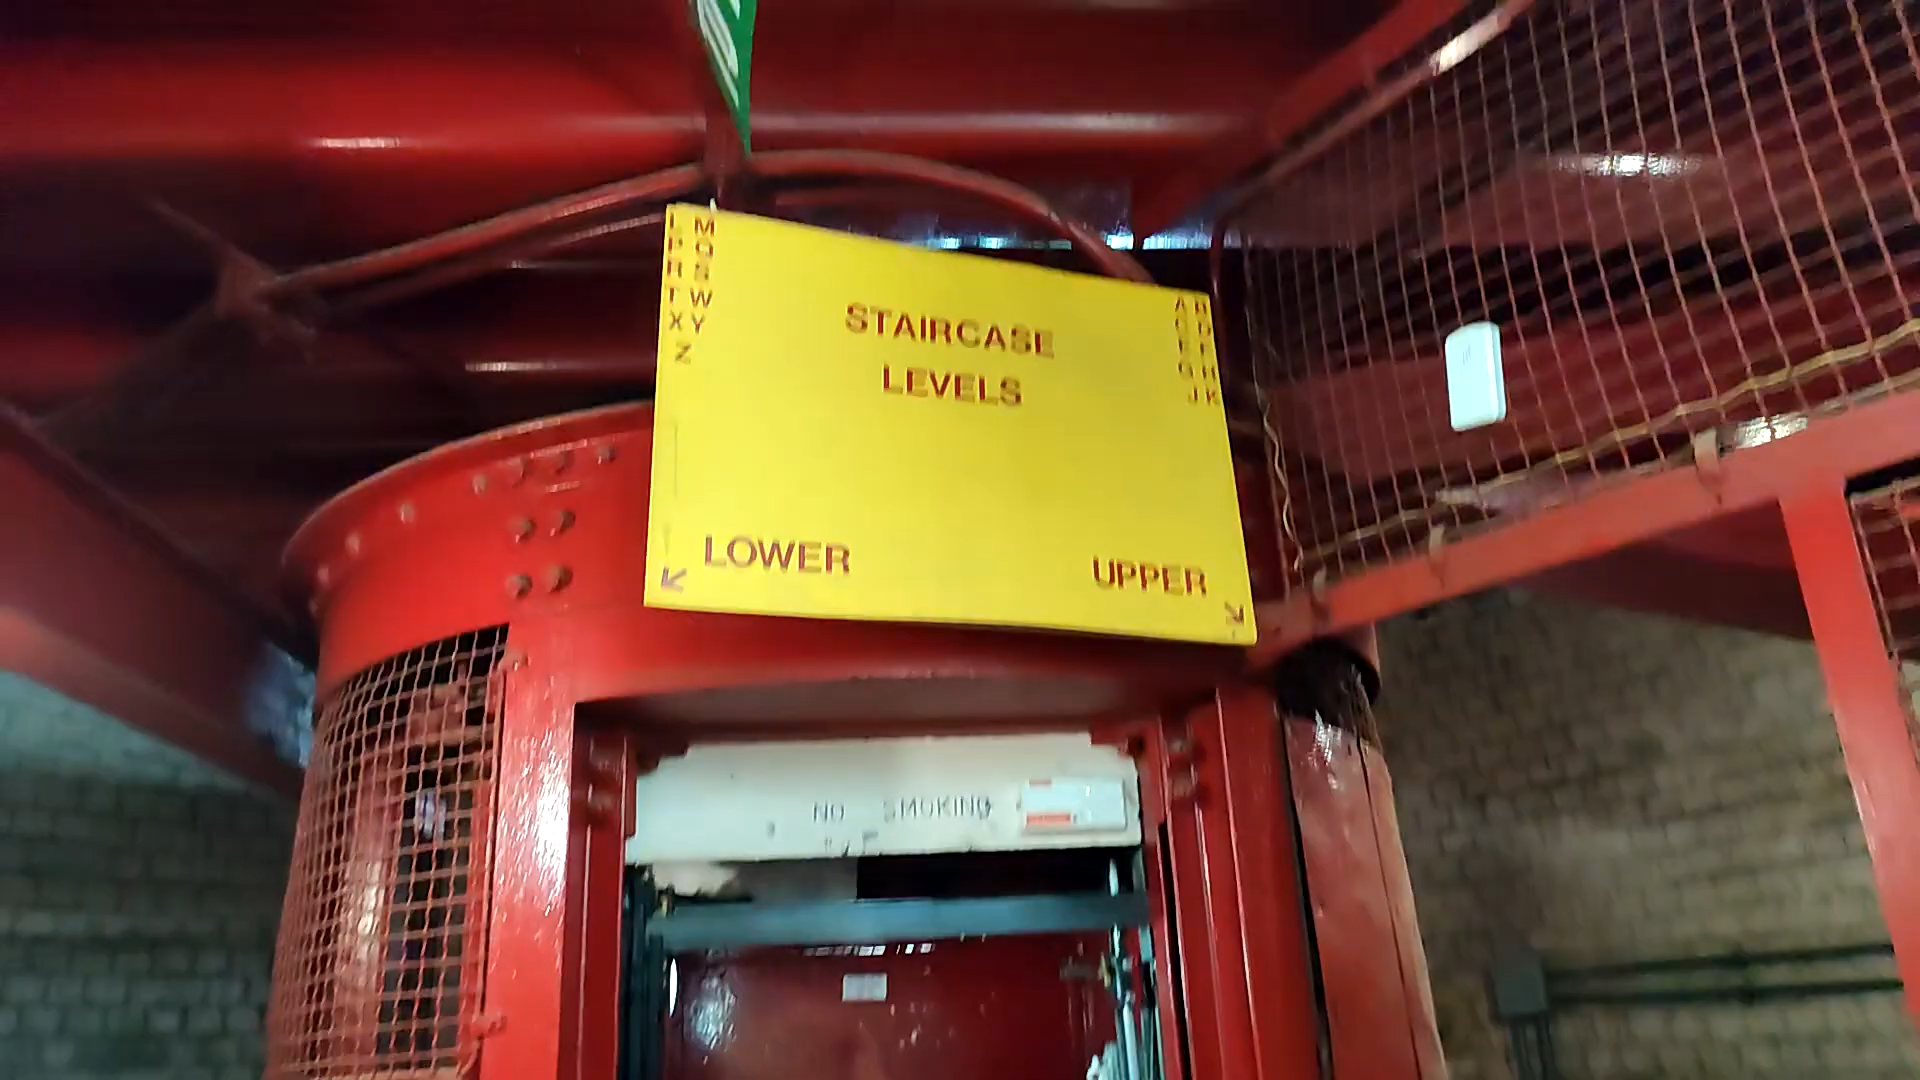 L M
P Q
R S
T W
X Y
Z
STAIRCASE
LEVELS
A B
C D
E F
G H
J K
LOWER
UPPER
NO SMOKING